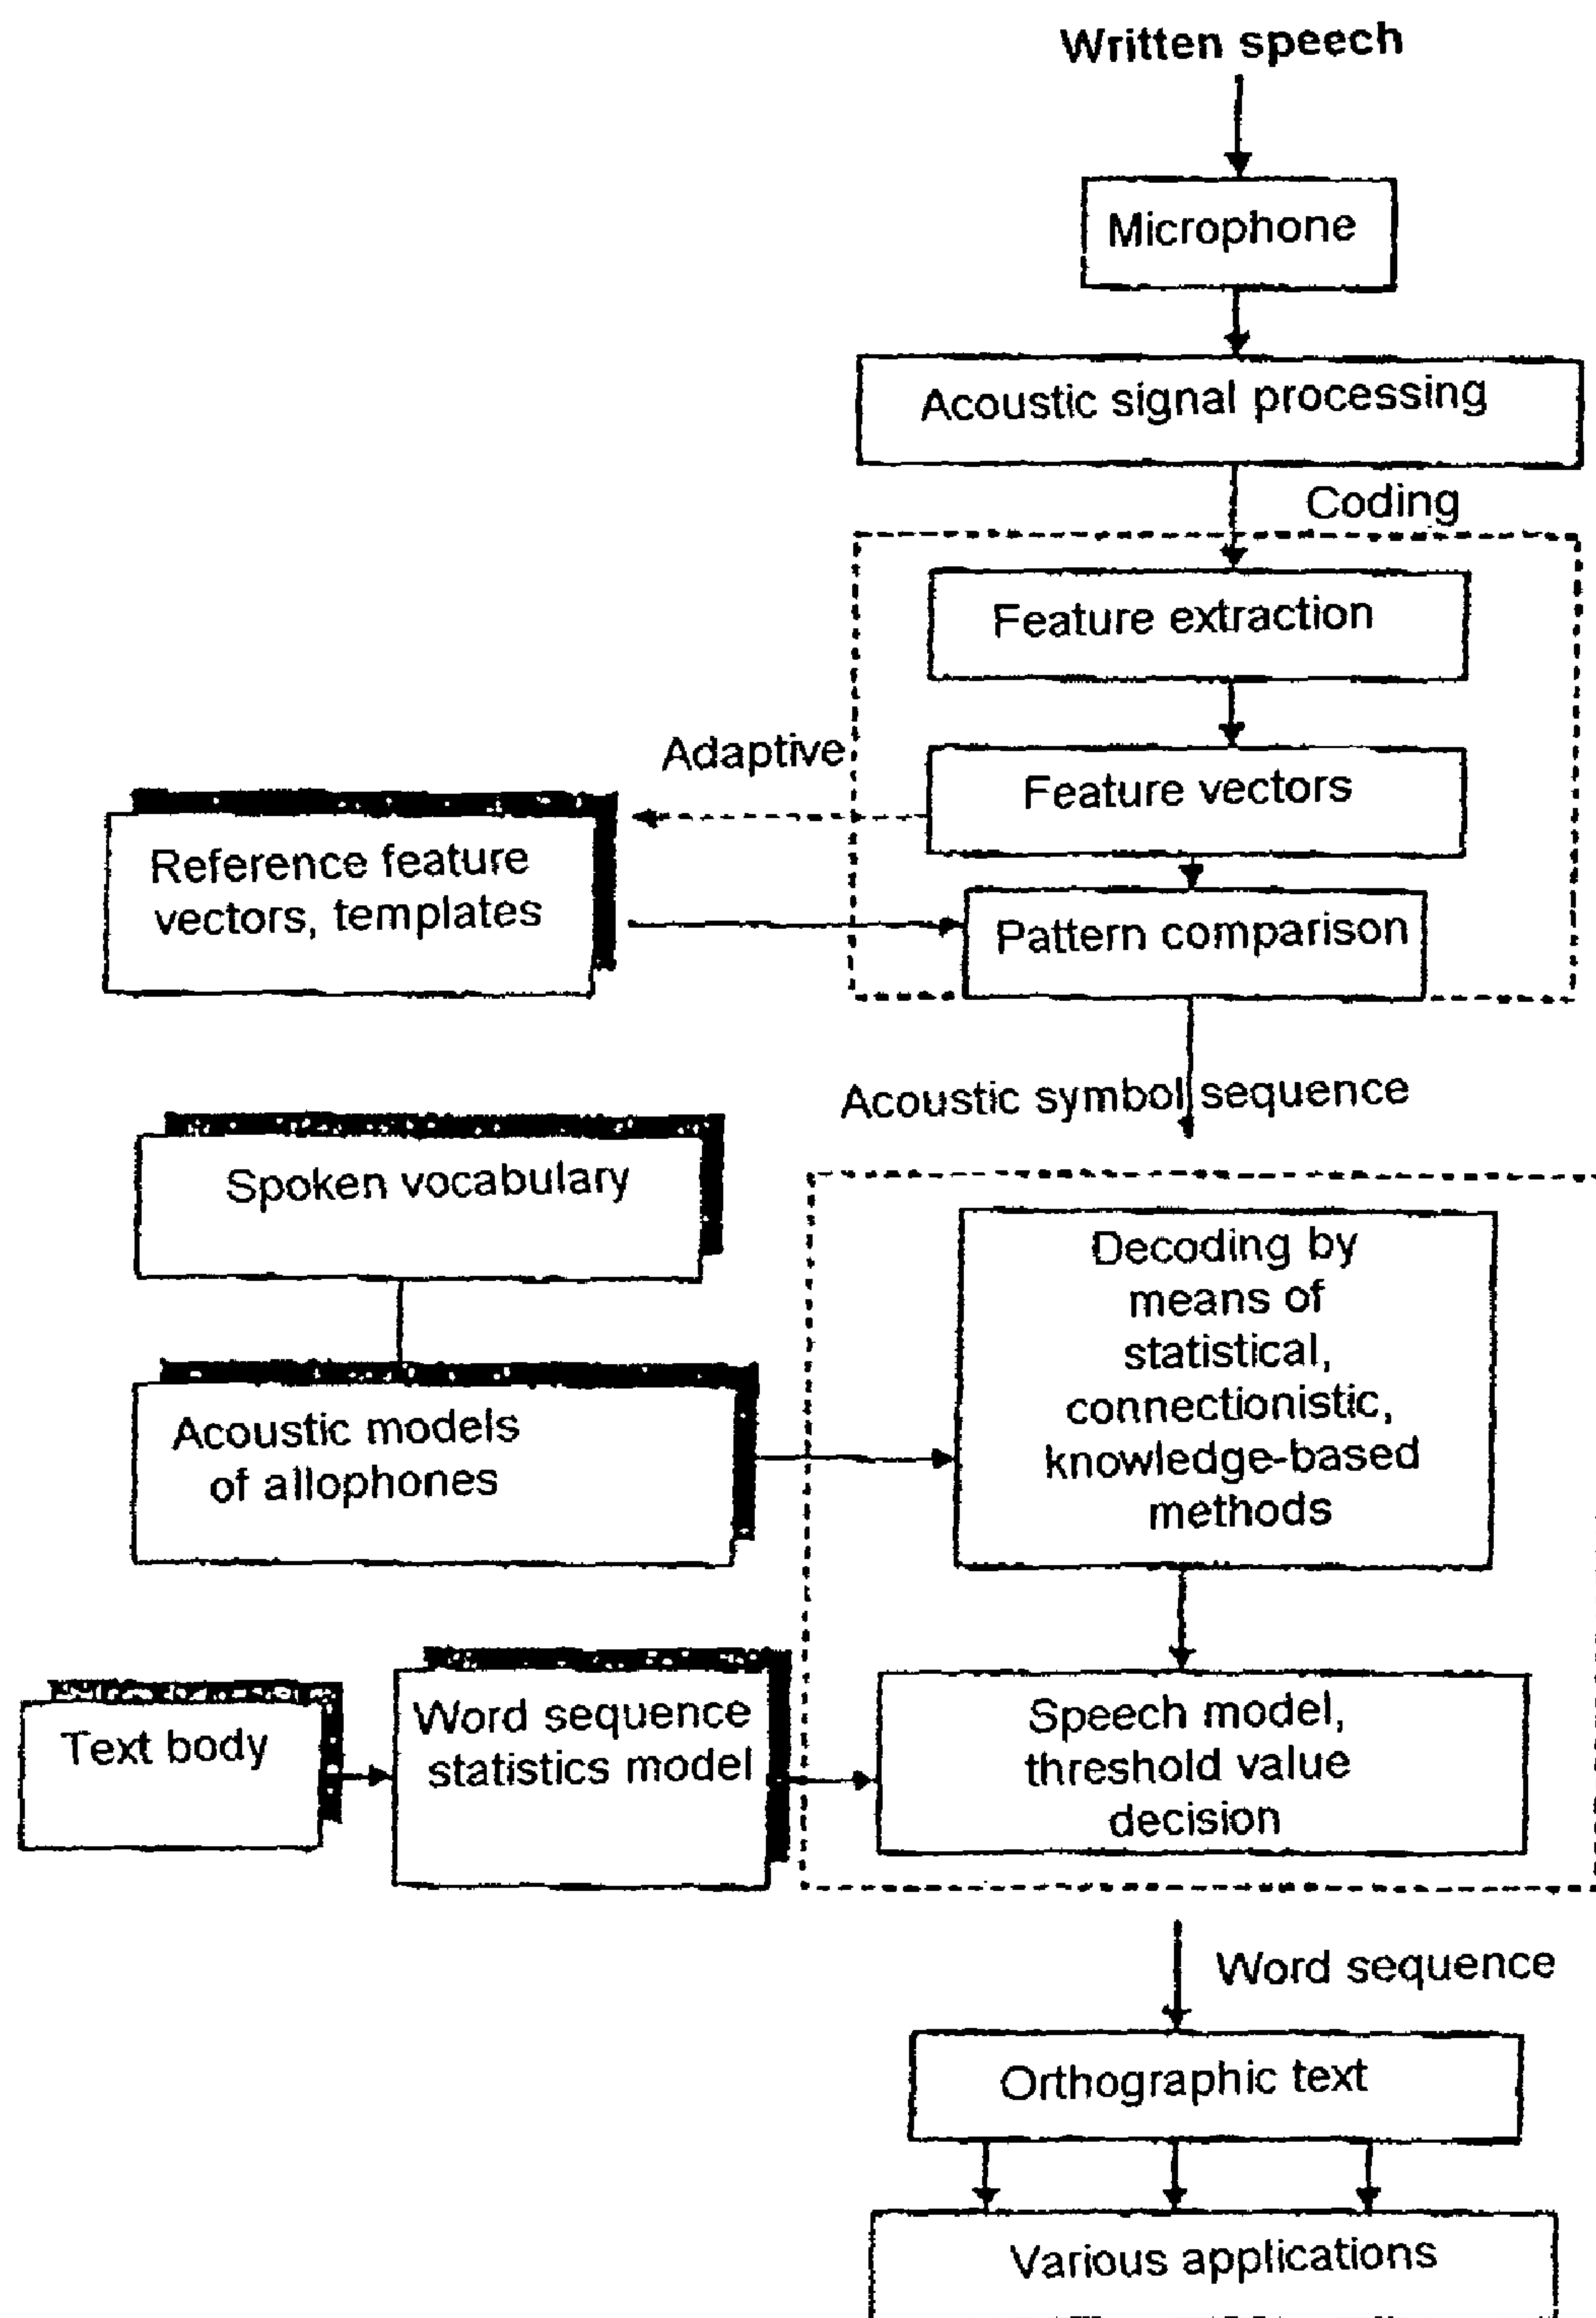 Written speech
Microphone
Acoustic signal processing
Coding
Feature extraction
Adaptive
Feature vectors
Reference feature
vectors, templates
Pattern comparison
Acoustic symbol sequence
Spoken vocabulary
Decoding by
means of
statistical,
connectionistic,
knowledge-based
methods
Acoustic models
of allophones
Text body
Word sequence
statistics model
Speech model,
threshold value
decision
Word sequence
Orthographic text
Various applications